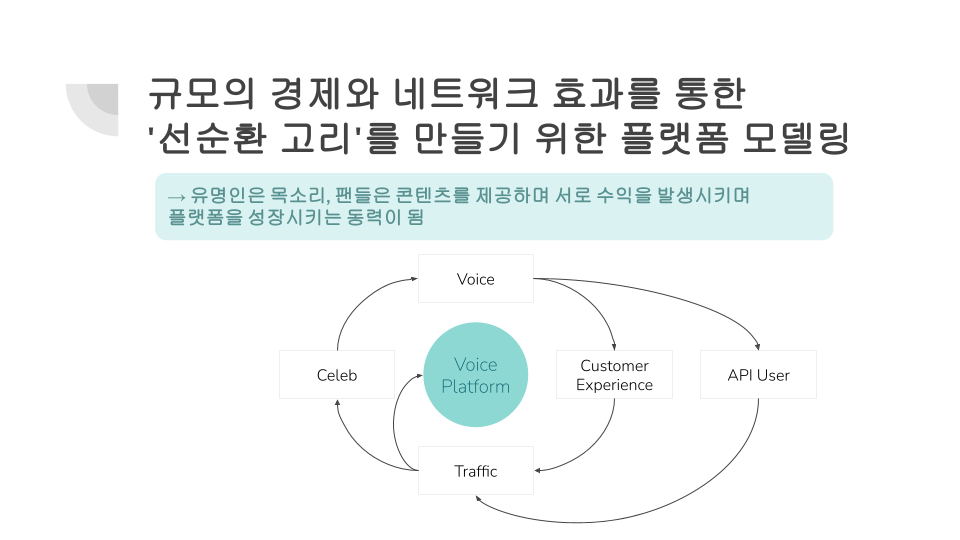 규모의 경제와 네트워크 효과를 통한
'선순환 고리'를 만들기 위한 플랫폼 모델링
→ 유명인은 목소리, 팬들은 콘텐츠를 제공하며 서로 수익을 발생시키며
플랫폼을 성장시키는 동력이 됨
Voice
Celeb
Voice
Platform
Customer
Experience
API User
Traffic